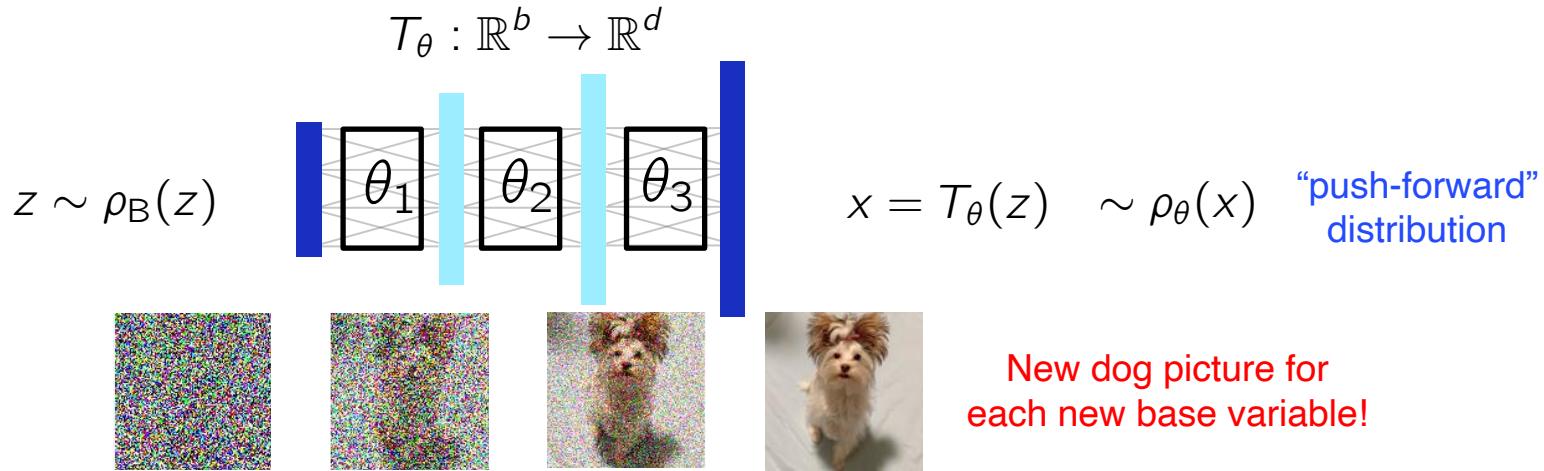 T_θ : ℝ^b → ℝ^d
θ_1 θ_2 θ_3
z ∼ ρ_B(z)
x = T_θ(z) ∼ ρ_θ(x)
“push-forward”
distribution
New dog picture for
each new base variable!